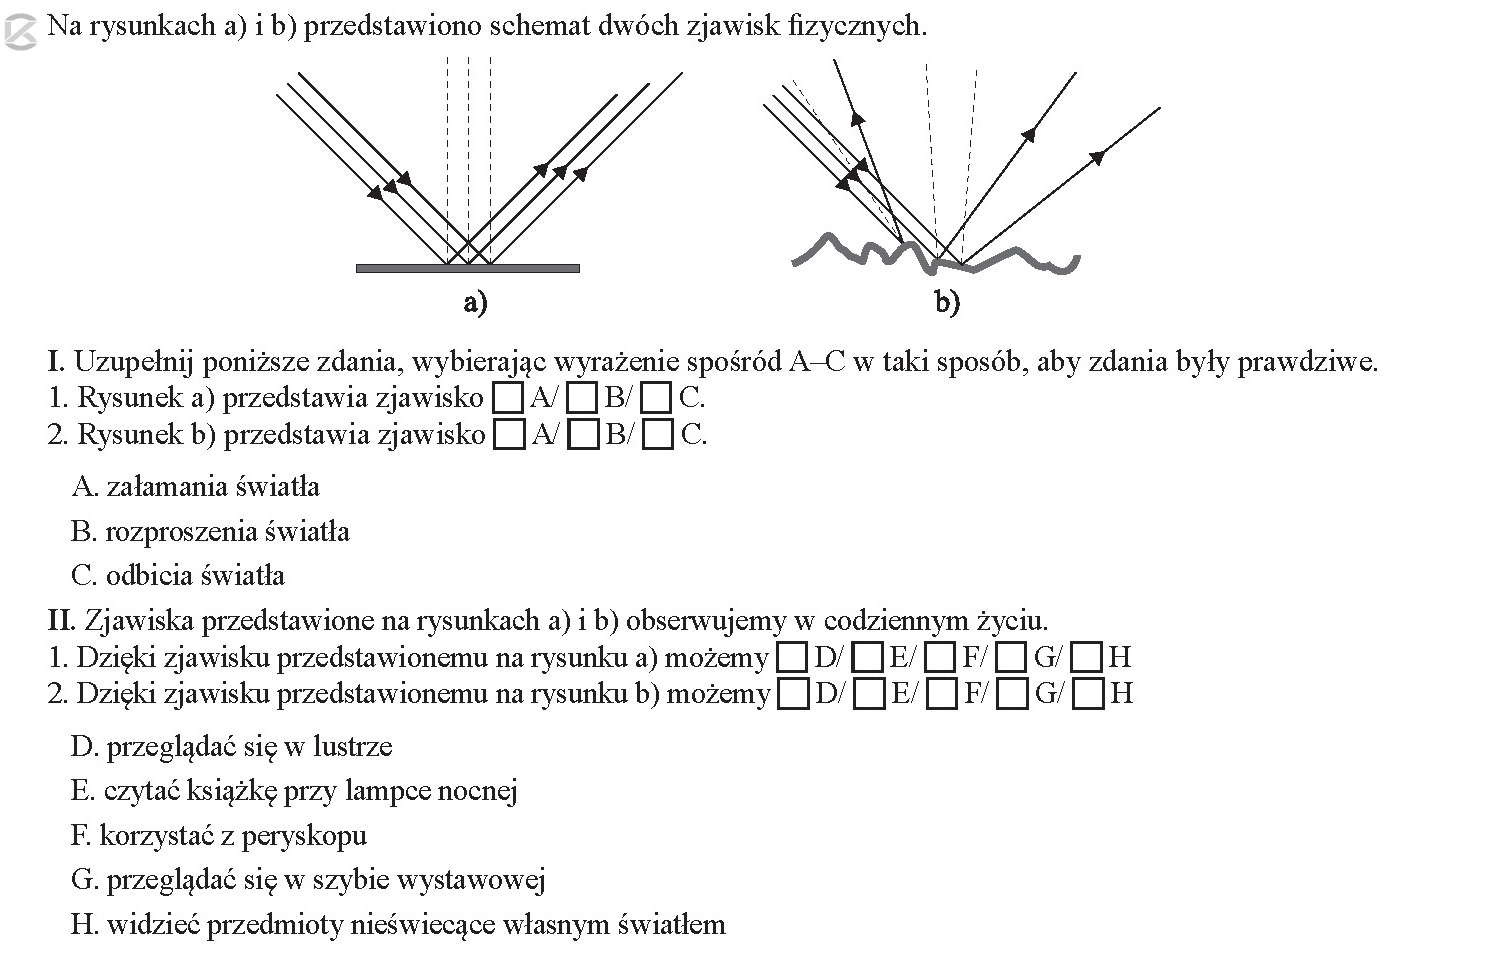 Na rysunkach a) i b) przedstawiono schemat dwóch zjawisk fizycznych.
a)
b)
I. Uzupełnij poniższe zdania, wybierając wyrażenie spośród A–C w taki sposób, aby zdania były prawdziwe.
1. Rysunek a) przedstawia zjawisko □ A/ □ B/ □ C.
2. Rysunek b) przedstawia zjawisko □ A/ □ B/ □ C.
A. załamania światła
B. rozproszenia światła
C. odbicia światła
II. Zjawiska przedstawione na rysunkach a) i b) obserwujemy w codziennym życiu.
1. Dzięki zjawisku przedstawionemu na rysunku a) możemy □ D/ □ E/ □ F/ □ G/ □ H
2. Dzięki zjawisku przedstawionemu na rysunku b) możemy □ D/ □ E/ □ F/ □ G/ □ H
D. przeglądać się w lustrze
E. czytać książkę przy lampce nocnej
F. korzystać z peryskopu
G. przeglądać się w szybie wystawowej
H. widzieć przedmioty nieświecące własnym światłem